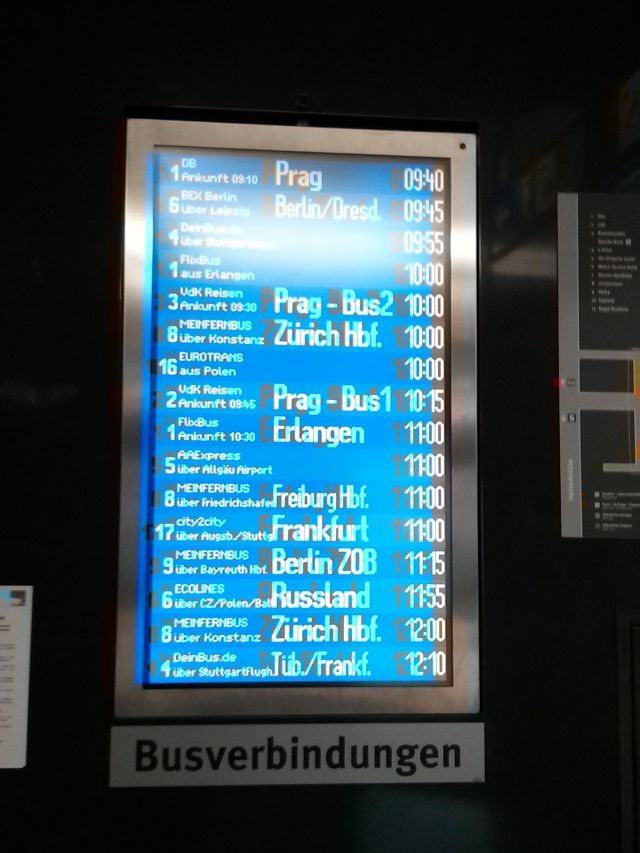 DB
1 Ankunft 09:10 Prag 09:40
BEX Berlin
6 über Leipzig Berlin/Dresd. 09:45
DeinBus.de
4 über Stuttgart 09:55
FlixBus
1 aus Erlangen 10:00
VdK Reisen
3 Ankunft 09:30 Prag - Bus2 10:00
MEINFERNBUS
8 über Konstanz Zürich Hbf. 10:00
EUROTRANS
16 aus Polen 10:00
VdK Reisen
2 Ankunft 09:45 Prag - Bus1 10:15
FlixBus
1 Ankunft 10:30 Erlangen 11:00
AAExpress
5 über Allgäu Airport 11:00
MEINFERNBUS
8 über Friedrichshafen Freiburg Hbf. 11:00
city2city
17 über Augsb./Stuttg. Frankfurt 11:00
MEINFERNBUS
9 über Bayreuth Hbf. Berlin ZOB 11:15
ECOLINES
6 über CZ/Polen/Balt Russland 11:55
MEINFERNBUS
8 über Konstanz Zürich Hbf. 12:00
DeinBus.de
4 über StuttgartFlugh. Tüb./Frankf. 12:10
Busverbindungen
Hackerbrücke